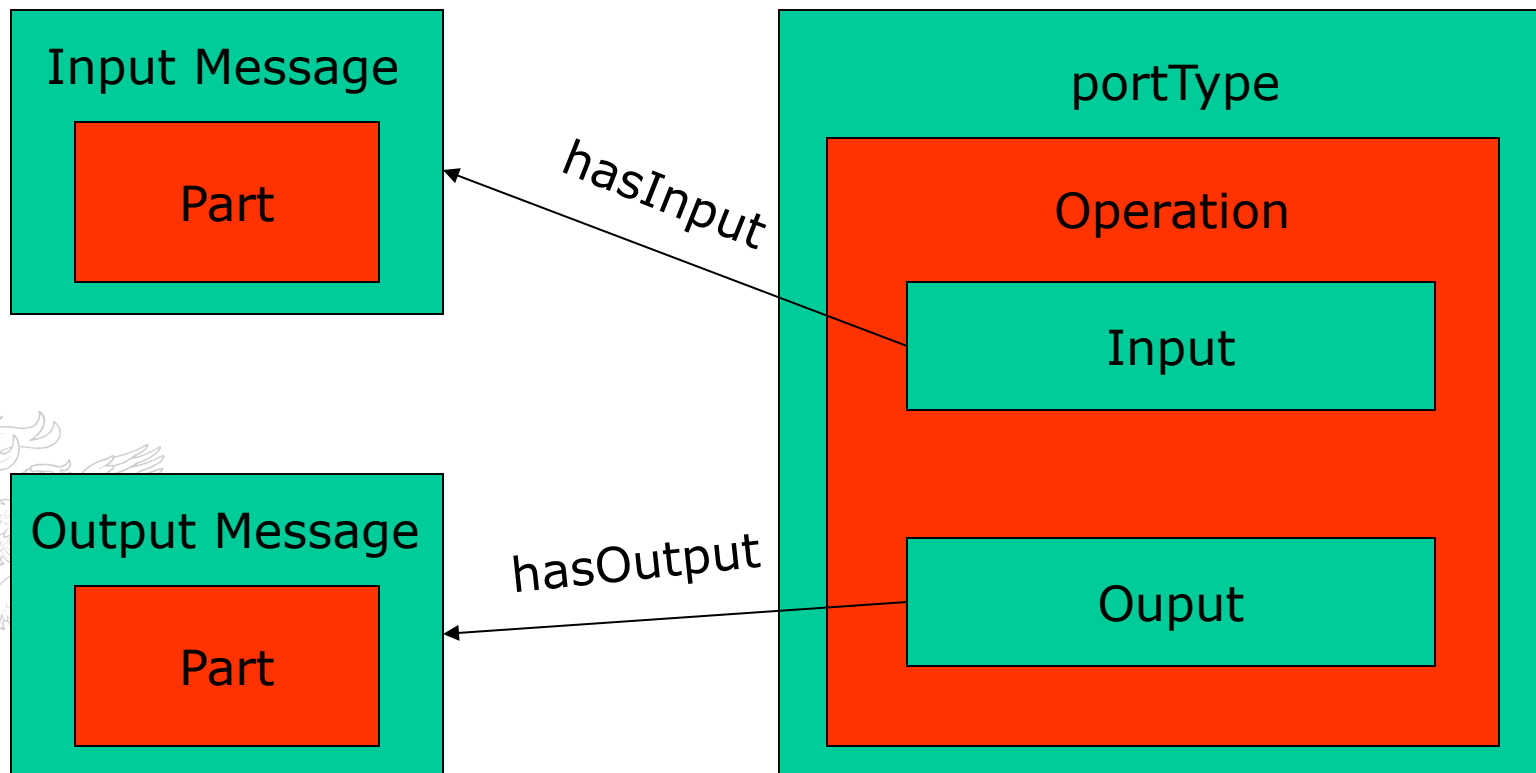 Input Message
Part
hasInput
portType
Operation
Input
Output Message
Part
hasOutput
Ouput